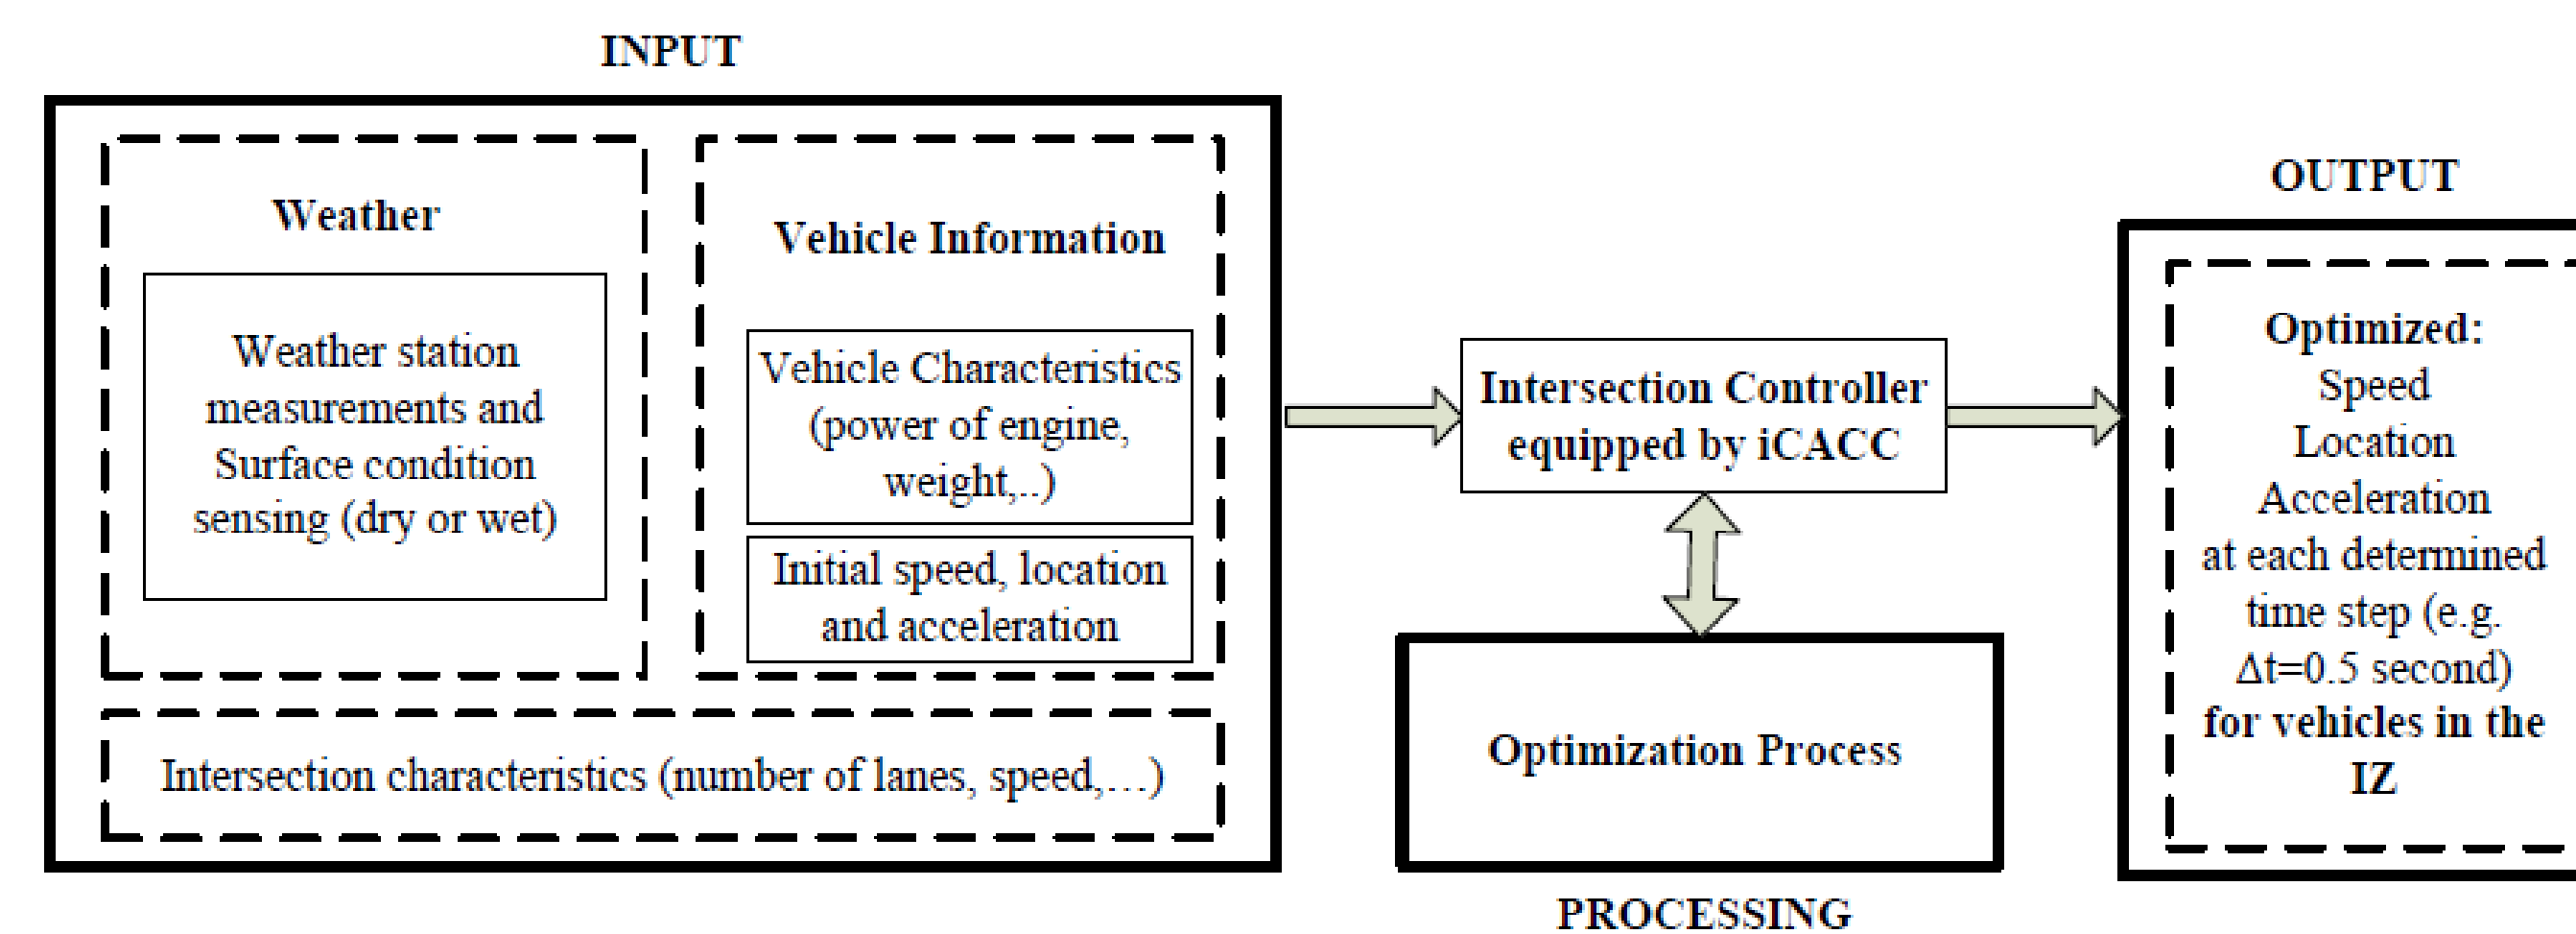 INPUT
Weather
Weather station
measurements and
Surface condition
sensing (dry or wet)
Vehicle Information
Vehicle Characteristics
(power of engine,
weight,..)
Initial speed, location
and acceleration
Intersection characteristics (number of lanes, speed,...)
Intersection Controller
equipped by iCACC
Optimization Process
PROCESSING
OUTPUT
Optimized:
Speed
Location
Acceleration
at each determined
time step (e.g.
Δt=0.5 second)
for vehicles in the
IZ